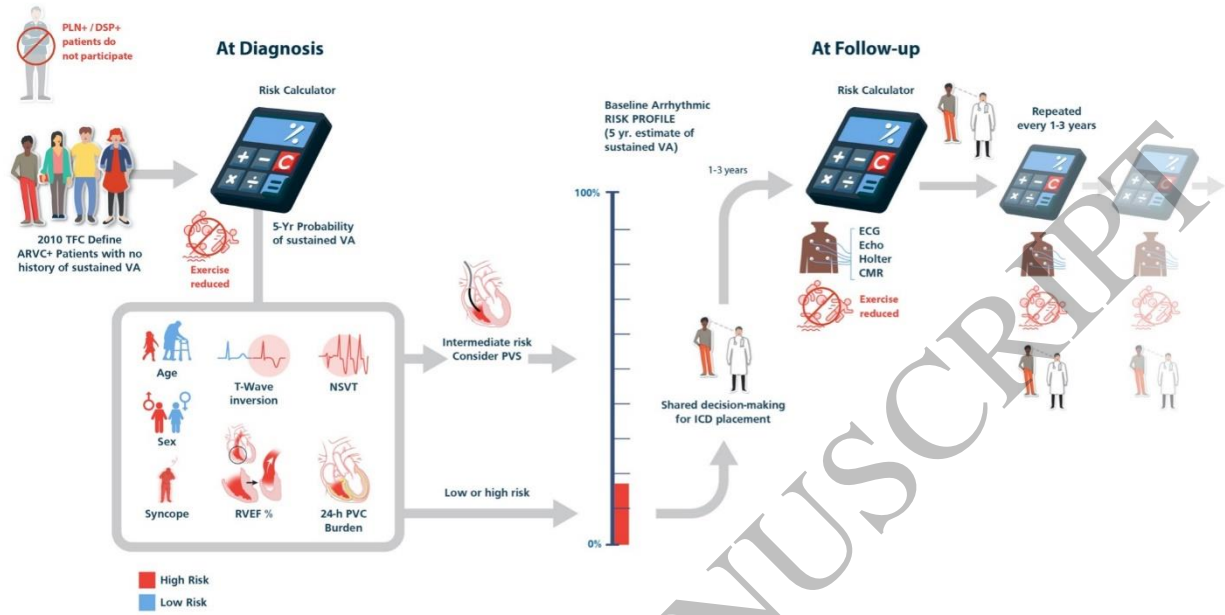 PLN+ / DSP+
patients do
not participate
At Diagnosis
Risk Calculator
%
+ − C
× ÷
2010 TFC Define
ARVC+ Patients with no
history of sustained VA
Exercise
reduced
5-Yr Probability
of sustained VA
Age
T-Wave
inversion
NSVT
Sex
Syncope
RVEF %
24-h PVC
Burden
High Risk
Low Risk
Intermediate risk
Consider PVS
Low or high risk
Baseline Arrhythmic
RISK PROFILE
(5 yr. estimate of
sustained VA)
100%
0%
At Follow-up
1-3 years
Shared decision-making
for ICD placement
Risk Calculator
%
+ − C
× ÷
ECG
Echo
Holter
CMR
Exercise
reduced
Repeated
every 1-3 years
%
+ − C
× ÷
%
+ − C
× ÷
NUSCRIPT